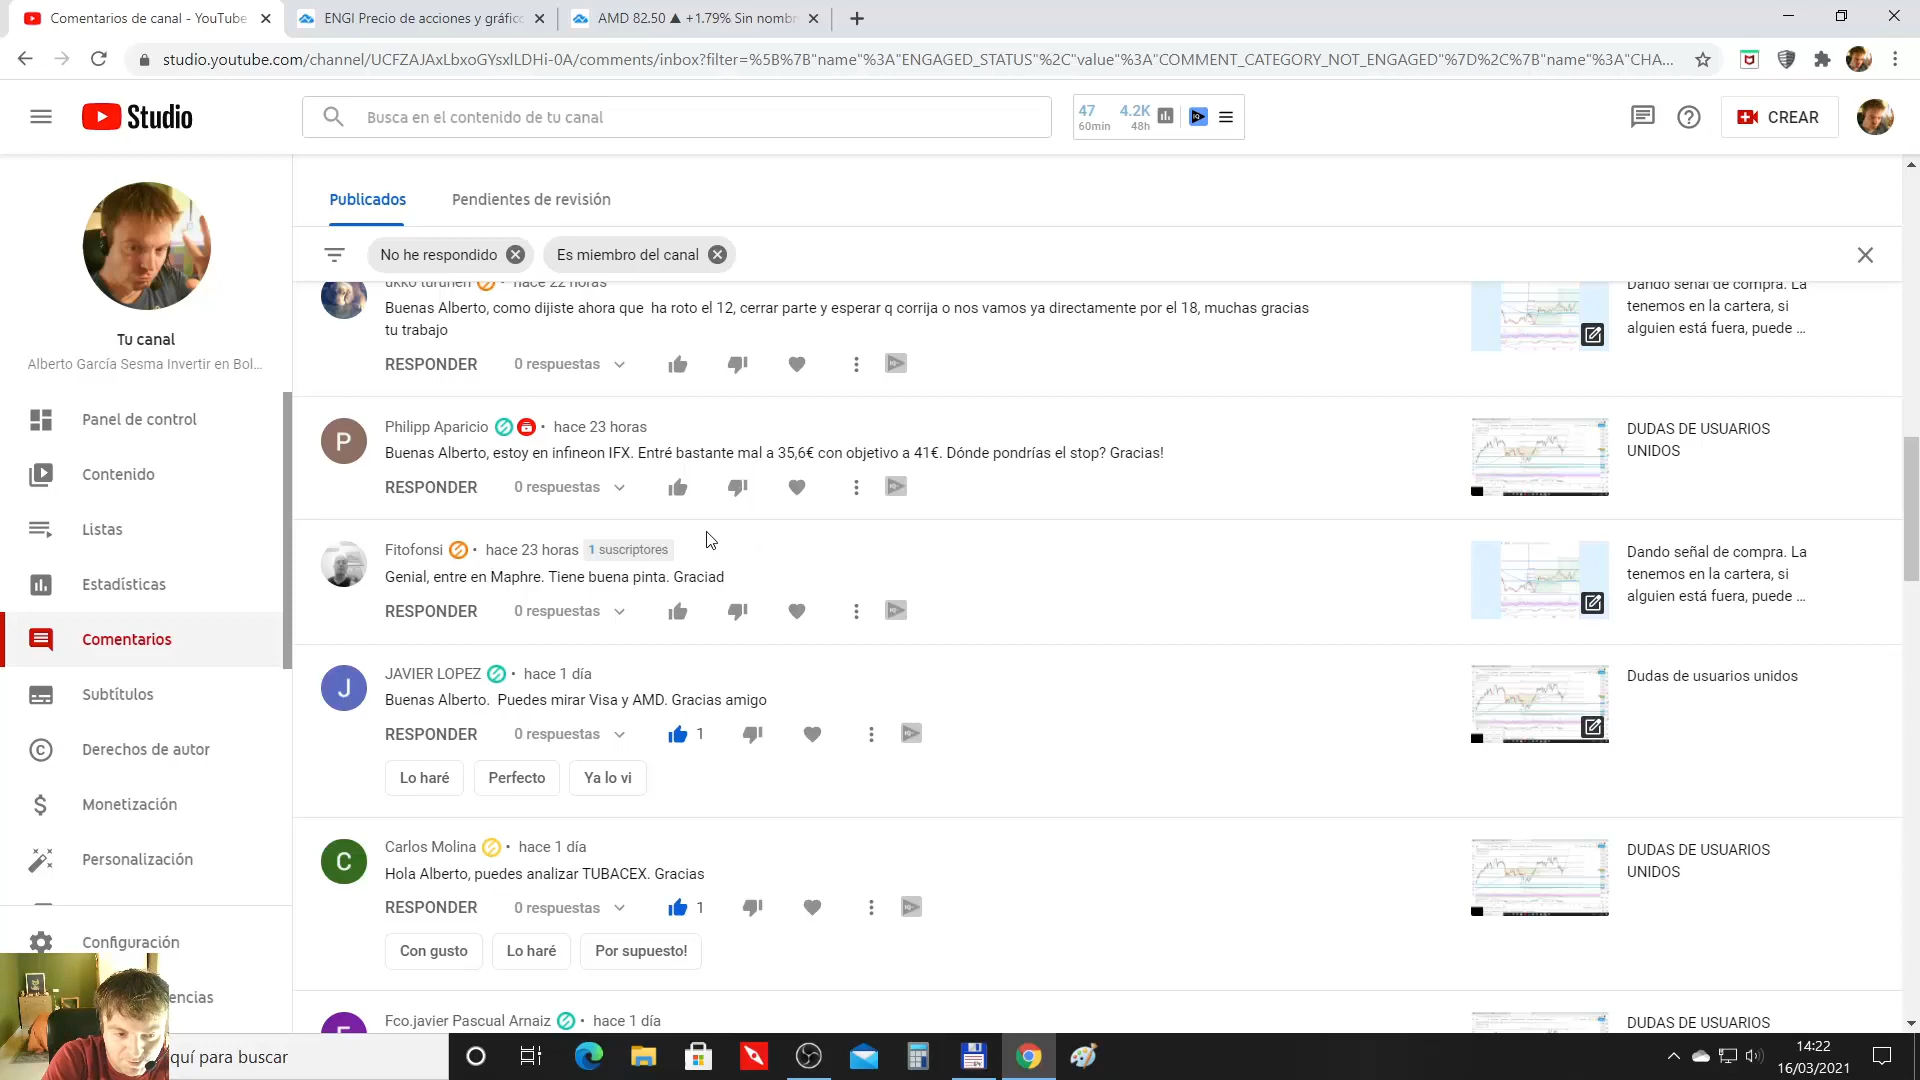 Comentarios de canal - YouTube
ENGI Precio de acciones y gráfic
AMD 82.50 ▲ +1.79% Sin nombr
studio.youtube.com/channel/UCFZAJAxLbxoGYsxlLDHi-0A/comments/inbox?filter=%5B%7B"name"%3A"ENGAGED_STATUS"%2C"value"%3A"COMMENT_CATEGORY_NOT_ENGAGED"%7D%2C%7B"name"%3A"CHA...
Studio
Busca en el contenido de tu canal
47 60min
4.2K 48h
CREAR
Tu canal
Alberto García Sesma Invertir en Bol...
Panel de control
Contenido
Listas
Estadísticas
Comentarios
Subtítulos
Derechos de autor
Monetización
Personalización
Configuración
encias
Publicados
Pendientes de revisión
No he respondido
Es miembro del canal
ukko turunen • hace 22 horas
Buenas Alberto, como dijiste ahora que ha roto el 12, cerrar parte y esperar q corrija o nos vamos ya directamente por el 18, muchas gracias
tu trabajo
RESPONDER 0 respuestas
Dando señal de compra. La
tenemos en la cartera, si
alguien está fuera, puede ...
Philipp Aparicio • hace 23 horas
Buenas Alberto, estoy en infineon IFX. Entré bastante mal a 35,6€ con objetivo a 41€. Dónde pondrías el stop? Gracias!
RESPONDER 0 respuestas
DUDAS DE USUARIOS
UNIDOS
Fitofonsi • hace 23 horas 1 suscriptores
Genial, entre en Maphre. Tiene buena pinta. Graciad
RESPONDER 0 respuestas
Dando señal de compra. La
tenemos en la cartera, si
alguien está fuera, puede ...
JAVIER LOPEZ • hace 1 día
Buenas Alberto. Puedes mirar Visa y AMD. Gracias amigo
RESPONDER 0 respuestas 1
Lo haré Perfecto Ya lo vi
Dudas de usuarios unidos
Carlos Molina • hace 1 día
Hola Alberto, puedes analizar TUBACEX. Gracias
RESPONDER 0 respuestas 1
Con gusto Lo haré Por supuesto!
DUDAS DE USUARIOS
UNIDOS
Fco.javier Pascual Arnaiz • hace 1 día
DUDAS DE USUARIOS
quí para buscar
14:22
16/03/2021